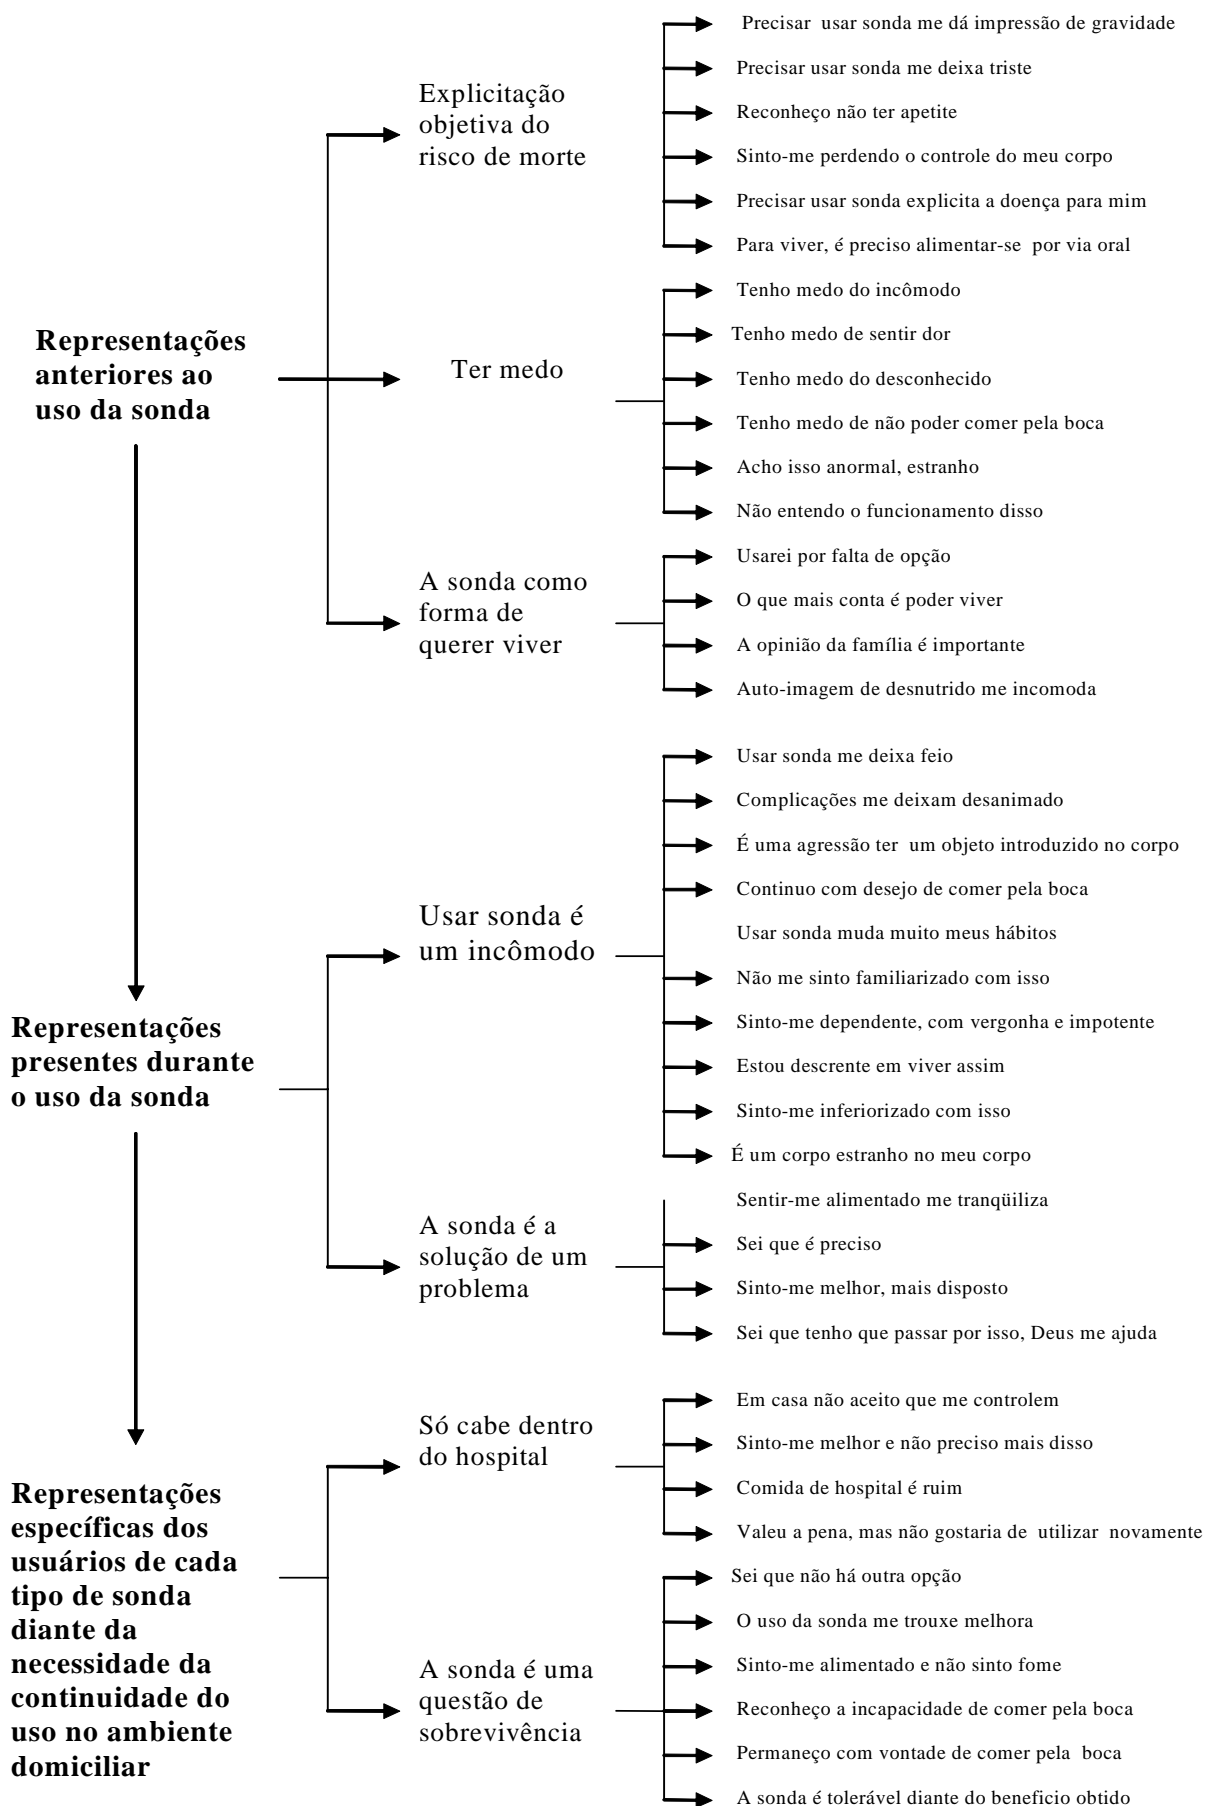 Representações
anteriores ao
uso da sonda
Explicitação
objetiva do
risco de morte
Precisar usar sonda me dá impressão de gravidade
Precisar usar sonda me deixa triste
Reconheço não ter apetite
Sinto-me perdendo o controle do meu corpo
Precisar usar sonda explicita a doença para mim
Para viver, é preciso alimentar-se por via oral
Ter medo
Tenho medo do incômodo
Tenho medo de sentir dor
Tenho medo do desconhecido
Tenho medo de não poder comer pela boca
Acho isso anormal, estranho
Não entendo o funcionamento disso
A sonda como
forma de
querer viver
Usarei por falta de opção
O que mais conta é poder viver
A opinião da família é importante
Auto-imagem de desnutrido me incomoda
Representações
presentes durante
o uso da sonda
Usar sonda é
um incômodo
Usar sonda me deixa feio
Complicações me deixam desanimado
É uma agressão ter um objeto introduzido no corpo
Continuo com desejo de comer pela boca
Usar sonda muda muito meus hábitos
Não me sinto familiarizado com isso
Sinto-me dependente, com vergonha e impotente
Estou descrente em viver assim
Sinto-me inferiorizado com isso
É um corpo estranho no meu corpo
A sonda é a
solução de um
problema
Sentir-me alimentado me tranqüiliza
Sei que é preciso
Sinto-me melhor, mais disposto
Sei que tenho que passar por isso, Deus me ajuda
Representações
específicas dos
usuários de cada
tipo de sonda
diante da
necessidade da
continuidade do
uso no ambiente
domiciliar
Só cabe dentro
do hospital
Em casa não aceito que me controlem
Sinto-me melhor e não preciso mais disso
Comida de hospital é ruim
Valeu a pena, mas não gostaria de utilizar novamente
A sonda é uma
questão de
sobrevivência
Sei que não há outra opção
O uso da sonda me trouxe melhora
Sinto-me alimentado e não sinto fome
Reconheço a incapacidade de comer pela boca
Permaneço com vontade de comer pela boca
A sonda é tolerável diante do beneficio obtido